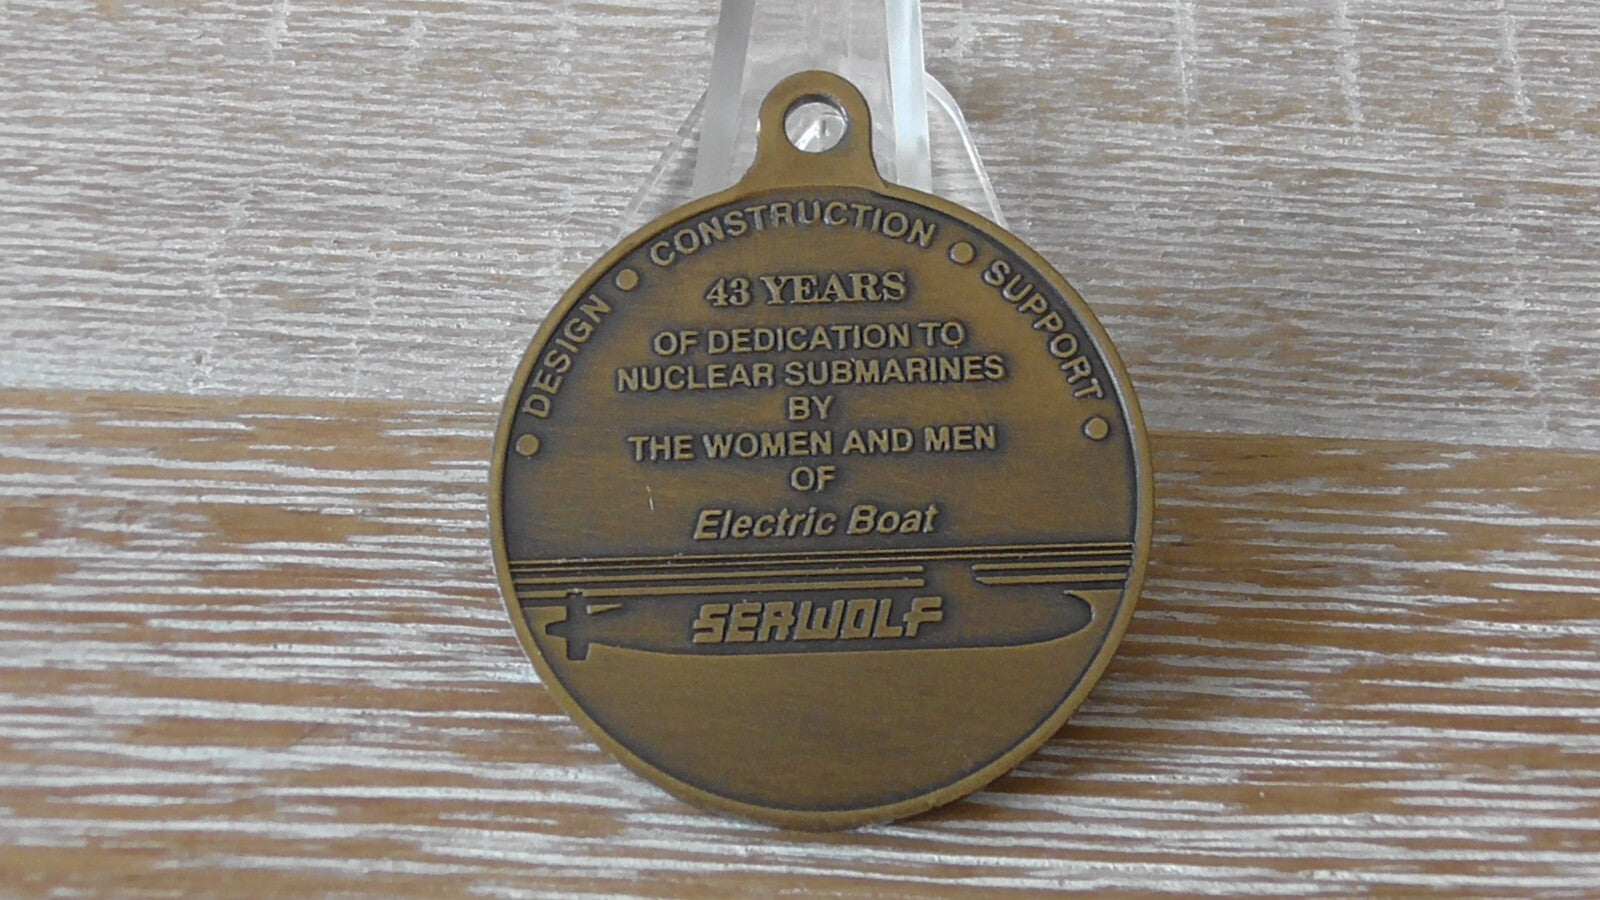 • DESIGN • CONSTRUCTION • SUPPORT •
43 YEARS
OF DEDICATION TO
NUCLEAR SUBMARINES
BY
THE WOMEN AND MEN
OF
Electric Boat
SEAWOLF